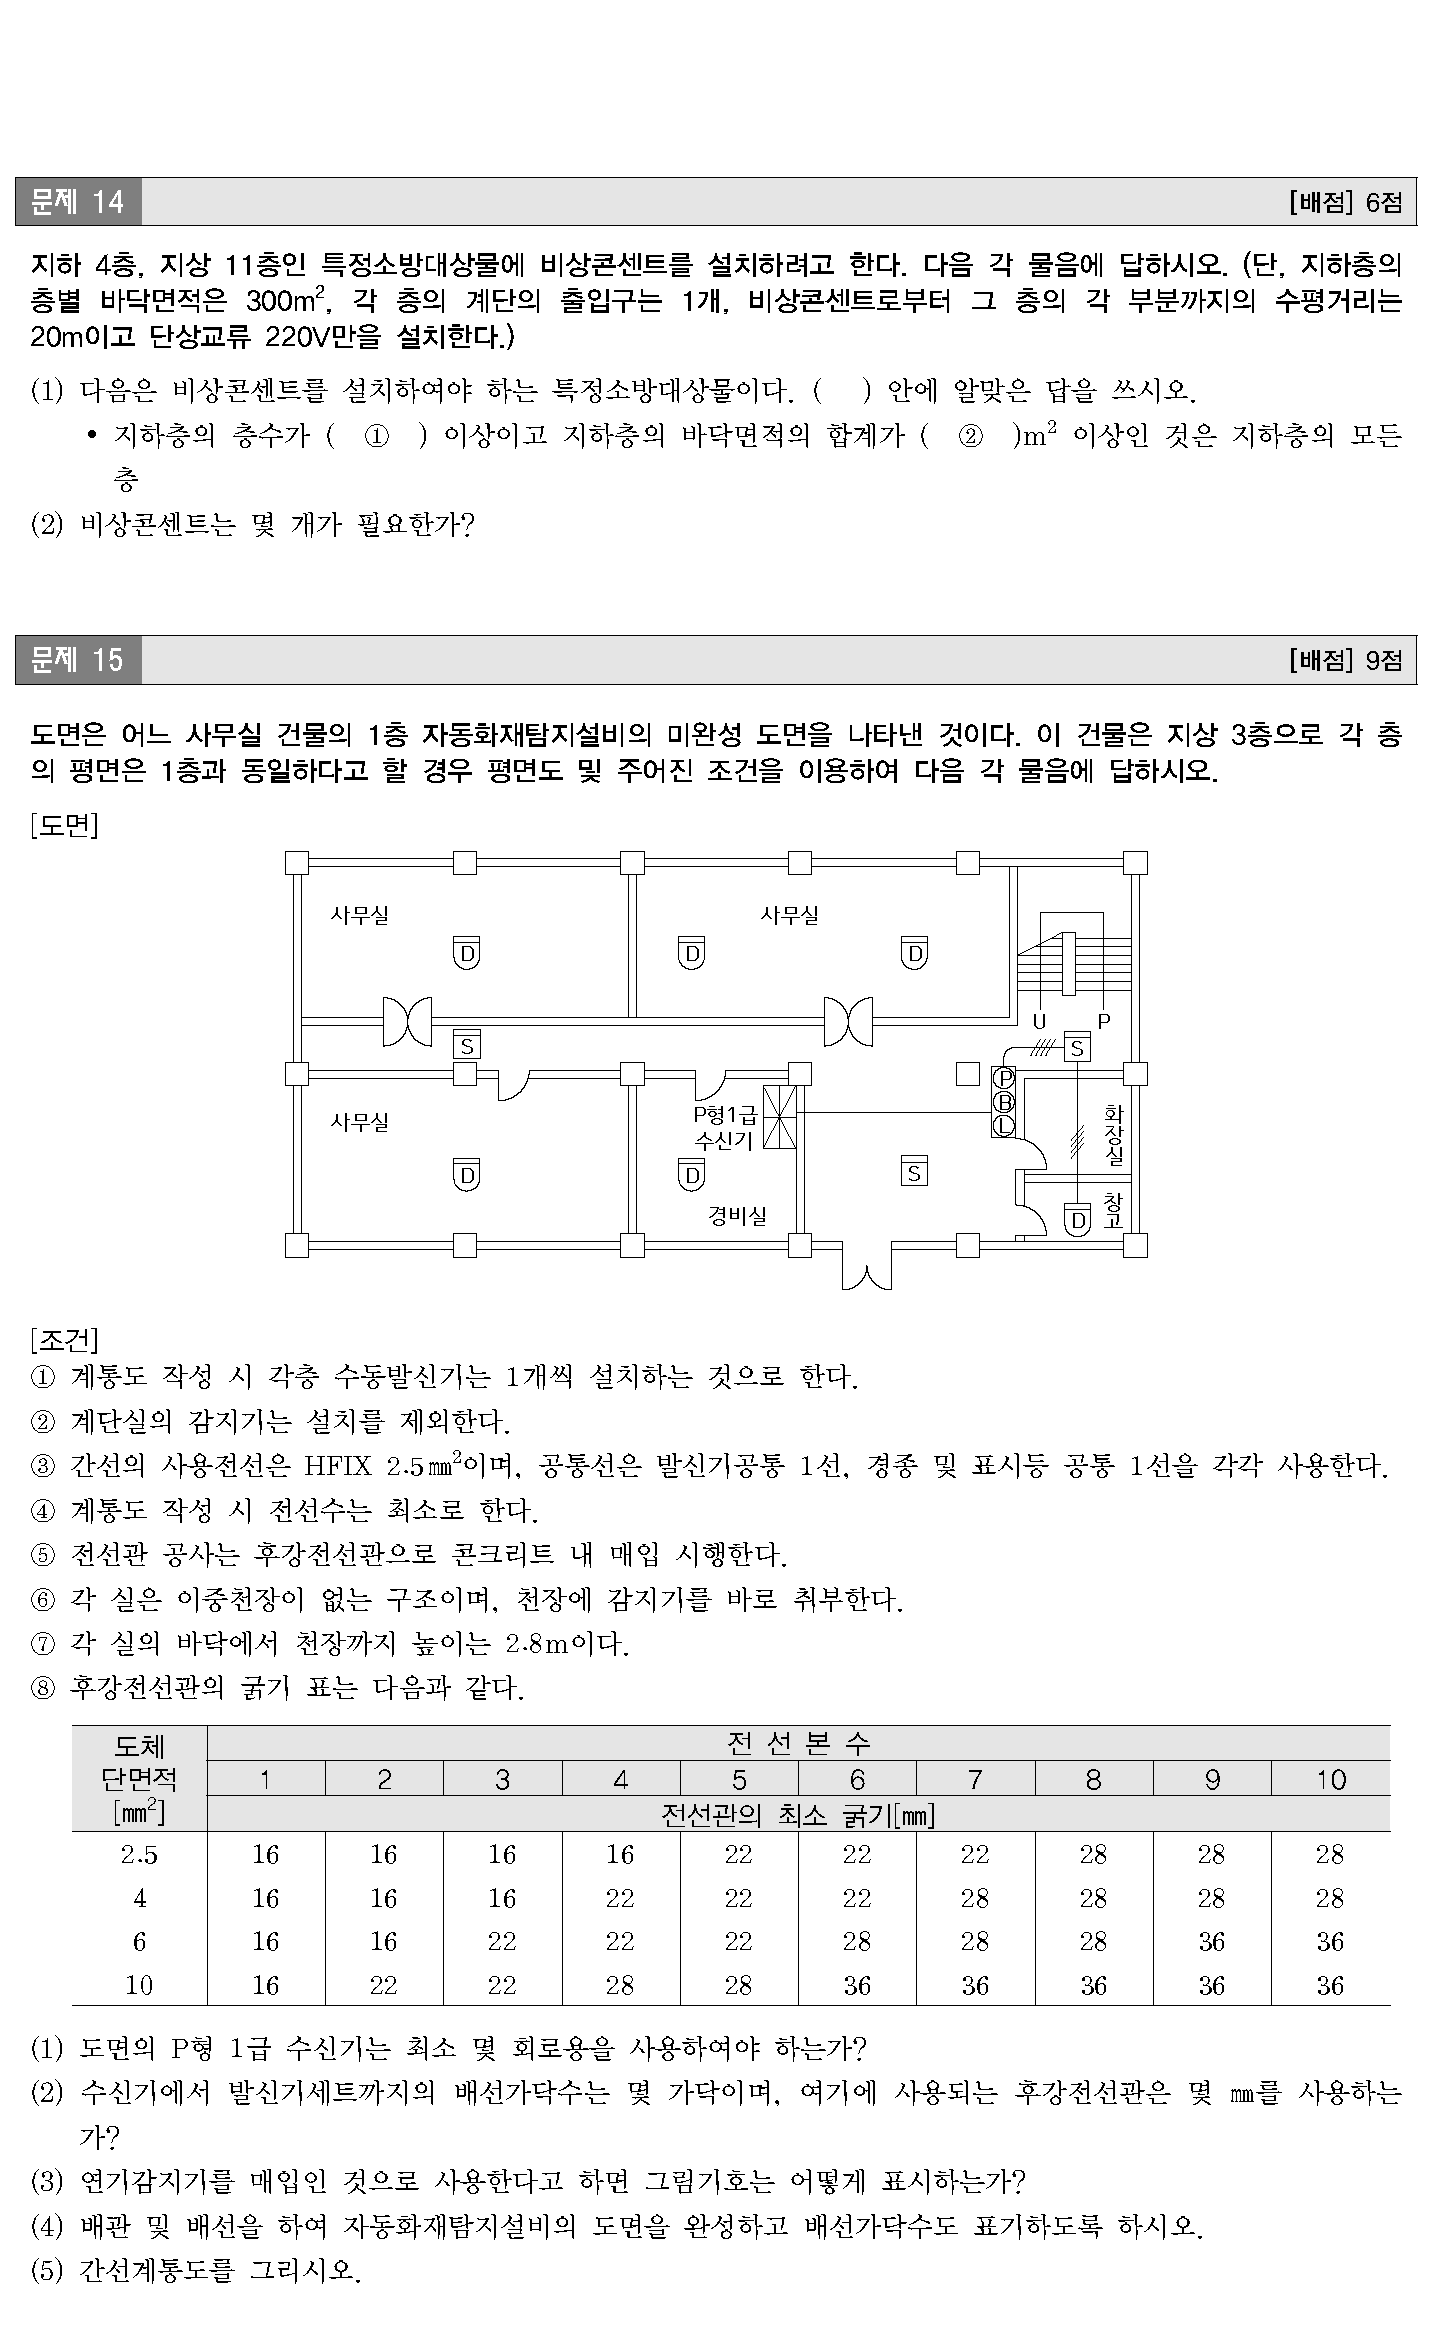 문제 14 [배점] 6점
지하 4층, 지상 11층인 특정소방대상물에 비상콘센트를 설치하려고 한다. 다음 각 물음에 답하시오. (단, 지하층의
층별 바닥면적은 300m², 각 층의 계단의 출입구는 1개, 비상콘센트로부터 그 층의 각 부분까지의 수평거리는
20m이고 단상교류 220V만을 설치한다.)
(1) 다음은 비상콘센트를 설치하여야 하는 특정소방대상물이다. ( ) 안에 알맞은 답을 쓰시오.
• 지하층의 층수가 ( ① ) 이상이고 지하층의 바닥면적의 합계가 ( ② )m² 이상인 것은 지하층의 모든
층
(2) 비상콘센트는 몇 개가 필요한가?
문제 15 [배점] 9점
도면은 어느 사무실 건물의 1층 자동화재탐지설비의 미완성 도면을 나타낸 것이다. 이 건물은 지상 3층으로 각 층
의 평면은 1층과 동일하다고 할 경우 평면도 및 주어진 조건을 이용하여 다음 각 물음에 답하시오.
[도면]
사무실 사무실
D D D
U P
S S
P
B
L
사무실 P형1급 화장실
수신기
D D S
경비실 창고
D
[조건]
① 계통도 작성 시 각층 수동발신기는 1개씩 설치하는 것으로 한다.
② 계단실의 감지기는 설치를 제외한다.
③ 간선의 사용전선은 HFIX 2.5㎜²이며, 공통선은 발신기공통 1선, 경종 및 표시등 공통 1선을 각각 사용한다.
④ 계통도 작성 시 전선수는 최소로 한다.
⑤ 전선관 공사는 후강전선관으로 콘크리트 내 매입 시행한다.
⑥ 각 실은 이중천장이 없는 구조이며, 천장에 감지기를 바로 취부한다.
⑦ 각 실의 바닥에서 천장까지 높이는 2.8m이다.
⑧ 후강전선관의 굵기 표는 다음과 같다.
도체 전 선 본 수
단면적 1 2 3 4 5 6 7 8 9 10
[㎜²] 전선관의 최소 굵기[㎜]
2.5 16 16 16 16 22 22 22 28 28 28
4 16 16 16 22 22 22 28 28 28 28
6 16 16 22 22 22 28 28 28 36 36
10 16 22 22 28 28 36 36 36 36 36
(1) 도면의 P형 1급 수신기는 최소 몇 회로용을 사용하여야 하는가?
(2) 수신기에서 발신기세트까지의 배선가닥수는 몇 가닥이며, 여기에 사용되는 후강전선관은 몇 ㎜를 사용하는
가?
(3) 연기감지기를 매입인 것으로 사용한다고 하면 그림기호는 어떻게 표시하는가?
(4) 배관 및 배선을 하여 자동화재탐지설비의 도면을 완성하고 배선가닥수도 표기하도록 하시오.
(5) 간선계통도를 그리시오.